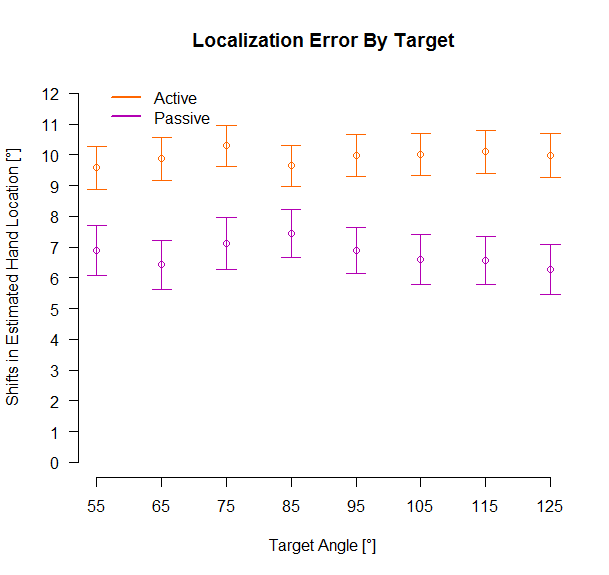 Localization Error By Target
Active
Passive
12
11
10
9
8
7
6
5
4
3
2
1
0
Shifts in Estimated Hand Location [°]
55 65 75 85 95 105 115 125
Target Angle [°]